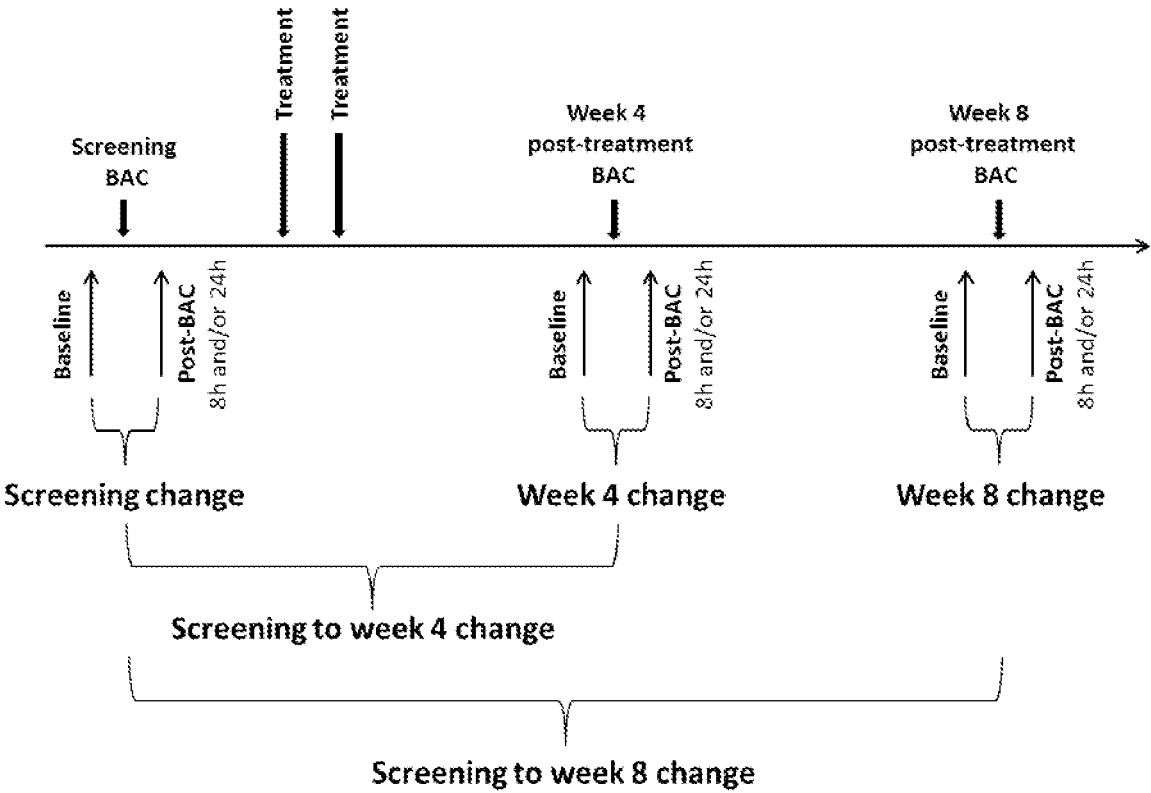 Treatment
Treatment
Screening
BAC
Week 4
post-treatment
BAC
Week 8
post-treatment
BAC
Baseline
Post-BAC
8h and/or 24h
Baseline
Post-BAC
8h and/or 24h
Baseline
Post-BAC
8h and/or 24h
Screening change
Week 4 change
Week 8 change
Screening to week 4 change
Screening to week 8 change